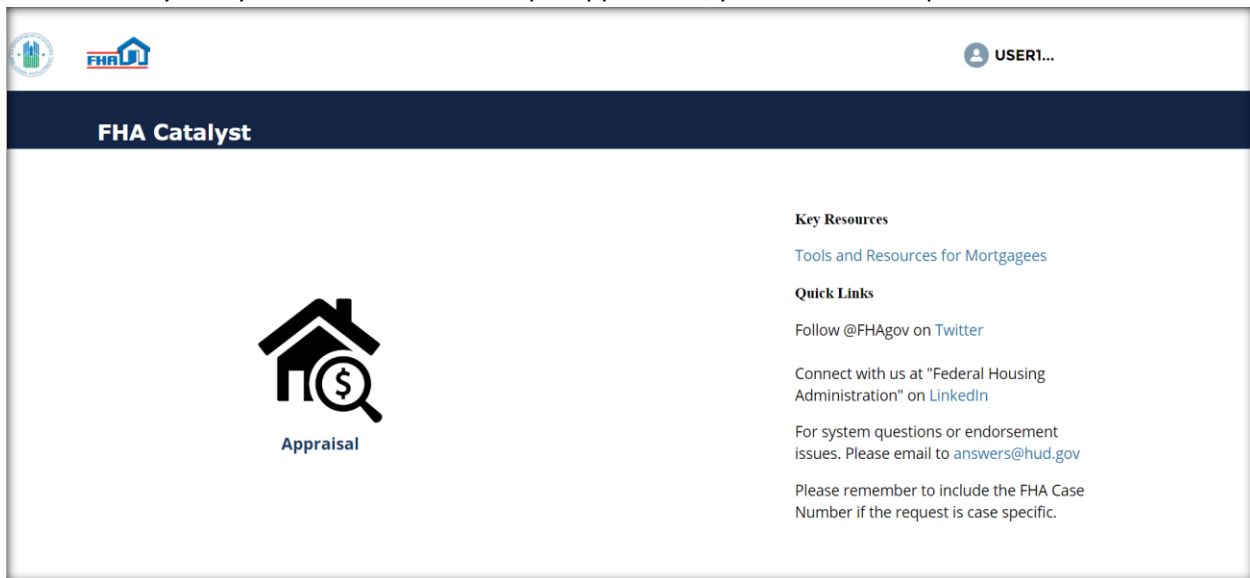 FHA
USER1...
FHA Catalyst
Key Resources
Tools and Resources for Mortgagees
Quick Links
Follow @FHAgov on Twitter
Connect with us at "Federal Housing
Administration" on LinkedIn
For system questions or endorsement
issues. Please email to answers@hud.gov
Please remember to include the FHA Case
Number if the request is case specific.
$
Appraisal